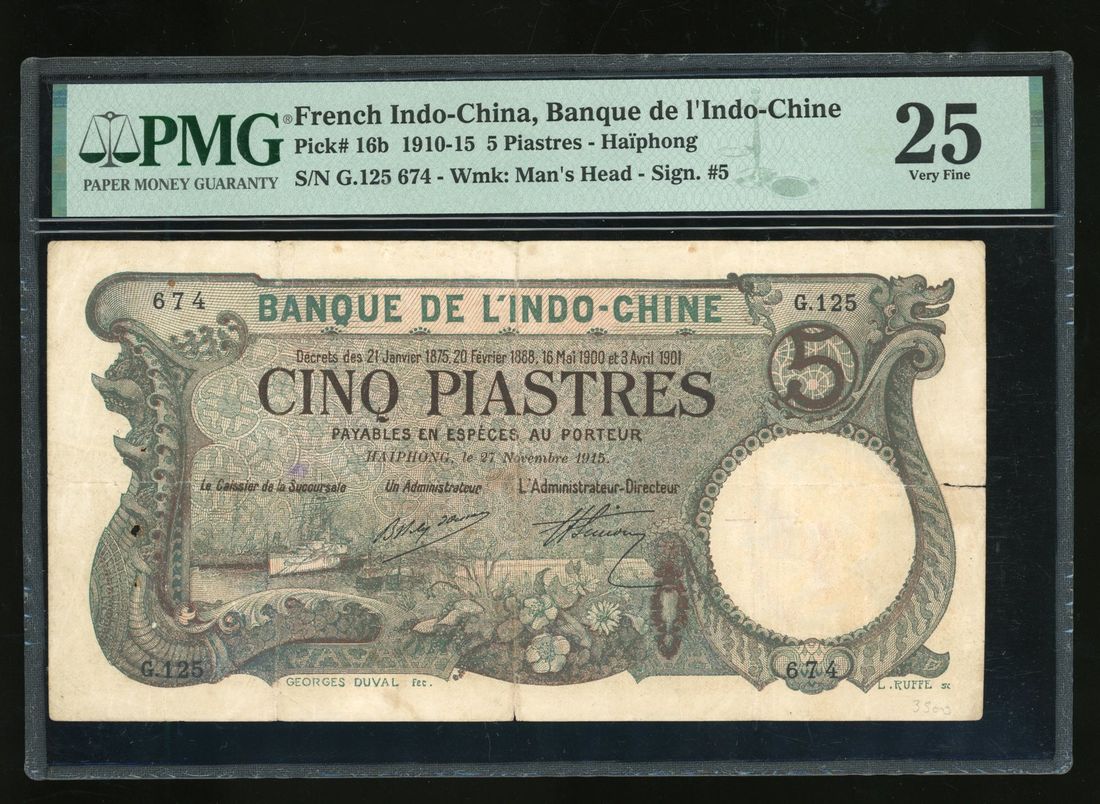 PMG®
PAPER MONEY GUARANTY
French Indo-China, Banque de l'Indo-Chine
Pick# 16b 1910-15 5 Piastres - Haïphong
S/N G.125 674 - Wmk: Man's Head - Sign. #5
25
Very Fine
674
BANQUE DE L'INDO-CHINE
G.125
5
Décrets des 21 Janvier 1875, 20 Février 1888, 16 Mai 1900 et 3 Avril 1901
CINQ PIASTRES
PAYABLES EN ESPÈCES AU PORTEUR
HAÏPHONG, le 27 Novembre 1915.
Le Caissier de la Succursale Un Administrateur L'Administrateur-Directeur
G.125
674
GEORGES DUVAL fec.
L. RUFFE sc
3500